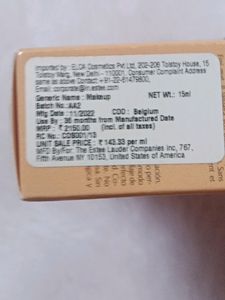 Imported by : ELCA Cosmetics Pvt Ltd, 202-206 Tolstoy House, 15
Tolstoy Marg, New Delhi - 110001, Consumer Complaint Address
same as above Contact +91-22-61479800,
Email: corporate@in.estee.com
Generic Name : Makeup NET Wt.: 15ml
Batch No:AA2
Mfg Date: 11/2022 COO : Belgium
Use By : 36 months from Manufactured Date
MRP : ₹ 2150.00 (incl. of all taxes)
RC No.: COS001/13
UNIT SALE PRICE : ₹ 143.33 per ml
MFG By/For: The Estee Lauder Companies Inc, 767,
Fifth Avenue NY 10153, United States of America